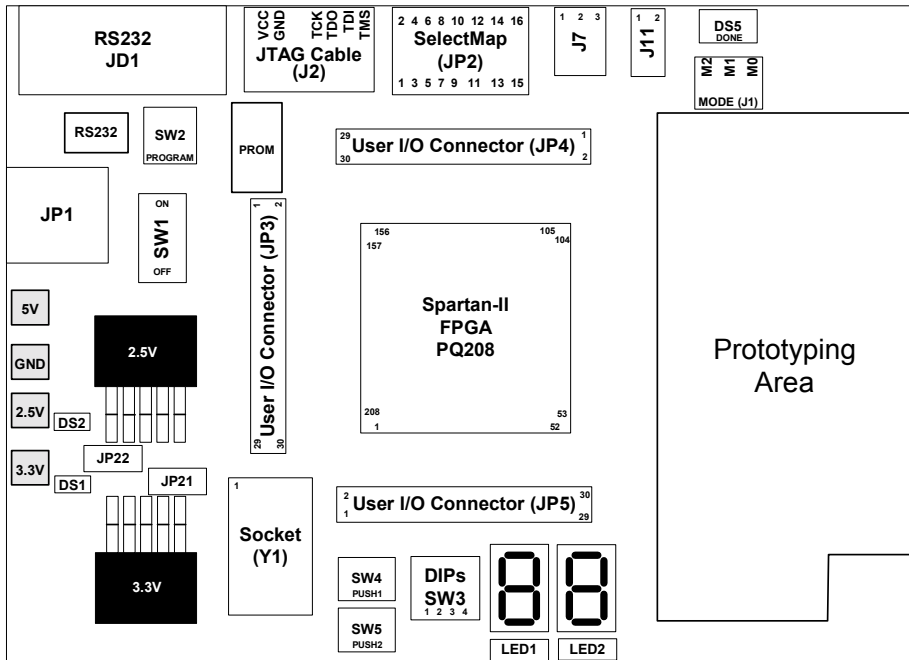 RS232
JD1
VCC
GND
TCK
TDO
TDI
TMS
JTAG Cable
(J2)
2 4 6 8 10 12 14 16
SelectMap
(JP2)
1 3 5 7 9 11 13 15
1 2 3
J7
1 2
J11
DS5
DONE
M2
M1
M0
MODE (J1)
RS232
SW2
PROGRAM
PROM
29
30
User I/O Connector (JP4)
1
2
JP1
ON
SW1
OFF
1
2
User I/O Connector (JP3)
29
30
156
157
105
104
Spartan-II
FPGA
PQ208
208
1
53
52
Prototyping
Area
5V
GND
2.5V
3.3V
2.5V
DS2
DS1
JP22
JP21
3.3V
1
Socket
(Y1)
2
1
User I/O Connector (JP5)
30
29
SW4
PUSH1
SW5
PUSH2
DIPs
SW3
1 2 3 4
8
8
LED1
LED2